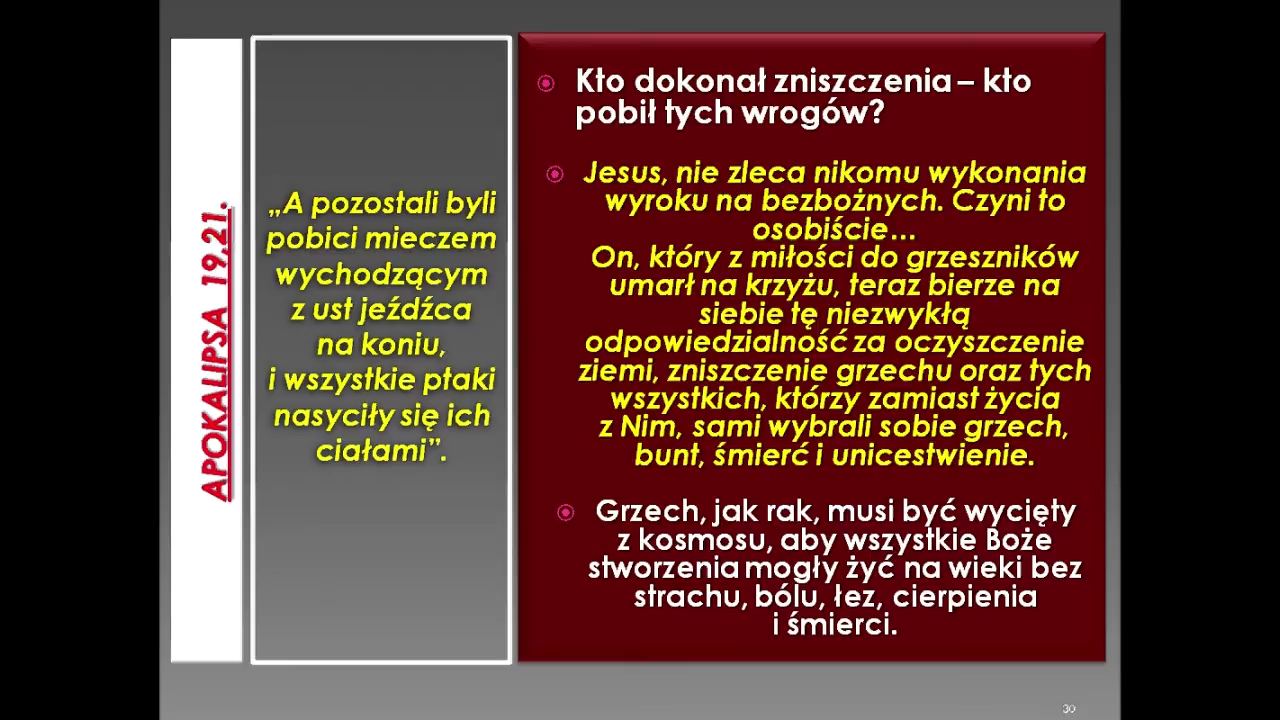 APOKALIPSA 19,21.
„A pozostali byli
pobici mieczem
wychodzącym
z ust jeźdźca
na koniu,
i wszystkie ptaki
nasyciły się ich
ciałami”.
Kto dokonał zniszczenia – kto
pobił tych wrogów?
Jesus, nie zleca nikomu wykonania
wyroku na bezbożnych. Czyni to
osobiście...
On, który z miłości do grzeszników
umarł na krzyżu, teraz bierze na
siebie tę niezwykłą
odpowiedzialność za oczyszczenie
ziemi, zniszczenie grzechu oraz tych
wszystkich, którzy zamiast życia
z Nim, sami wybrali sobie grzech,
bunt, śmierć i unicestwienie.
Grzech, jak rak, musi być wycięty
z kosmosu, aby wszystkie Boże
stworzenia mogły żyć na wieki bez
strachu, bólu, łez, cierpienia
i śmierci.
30